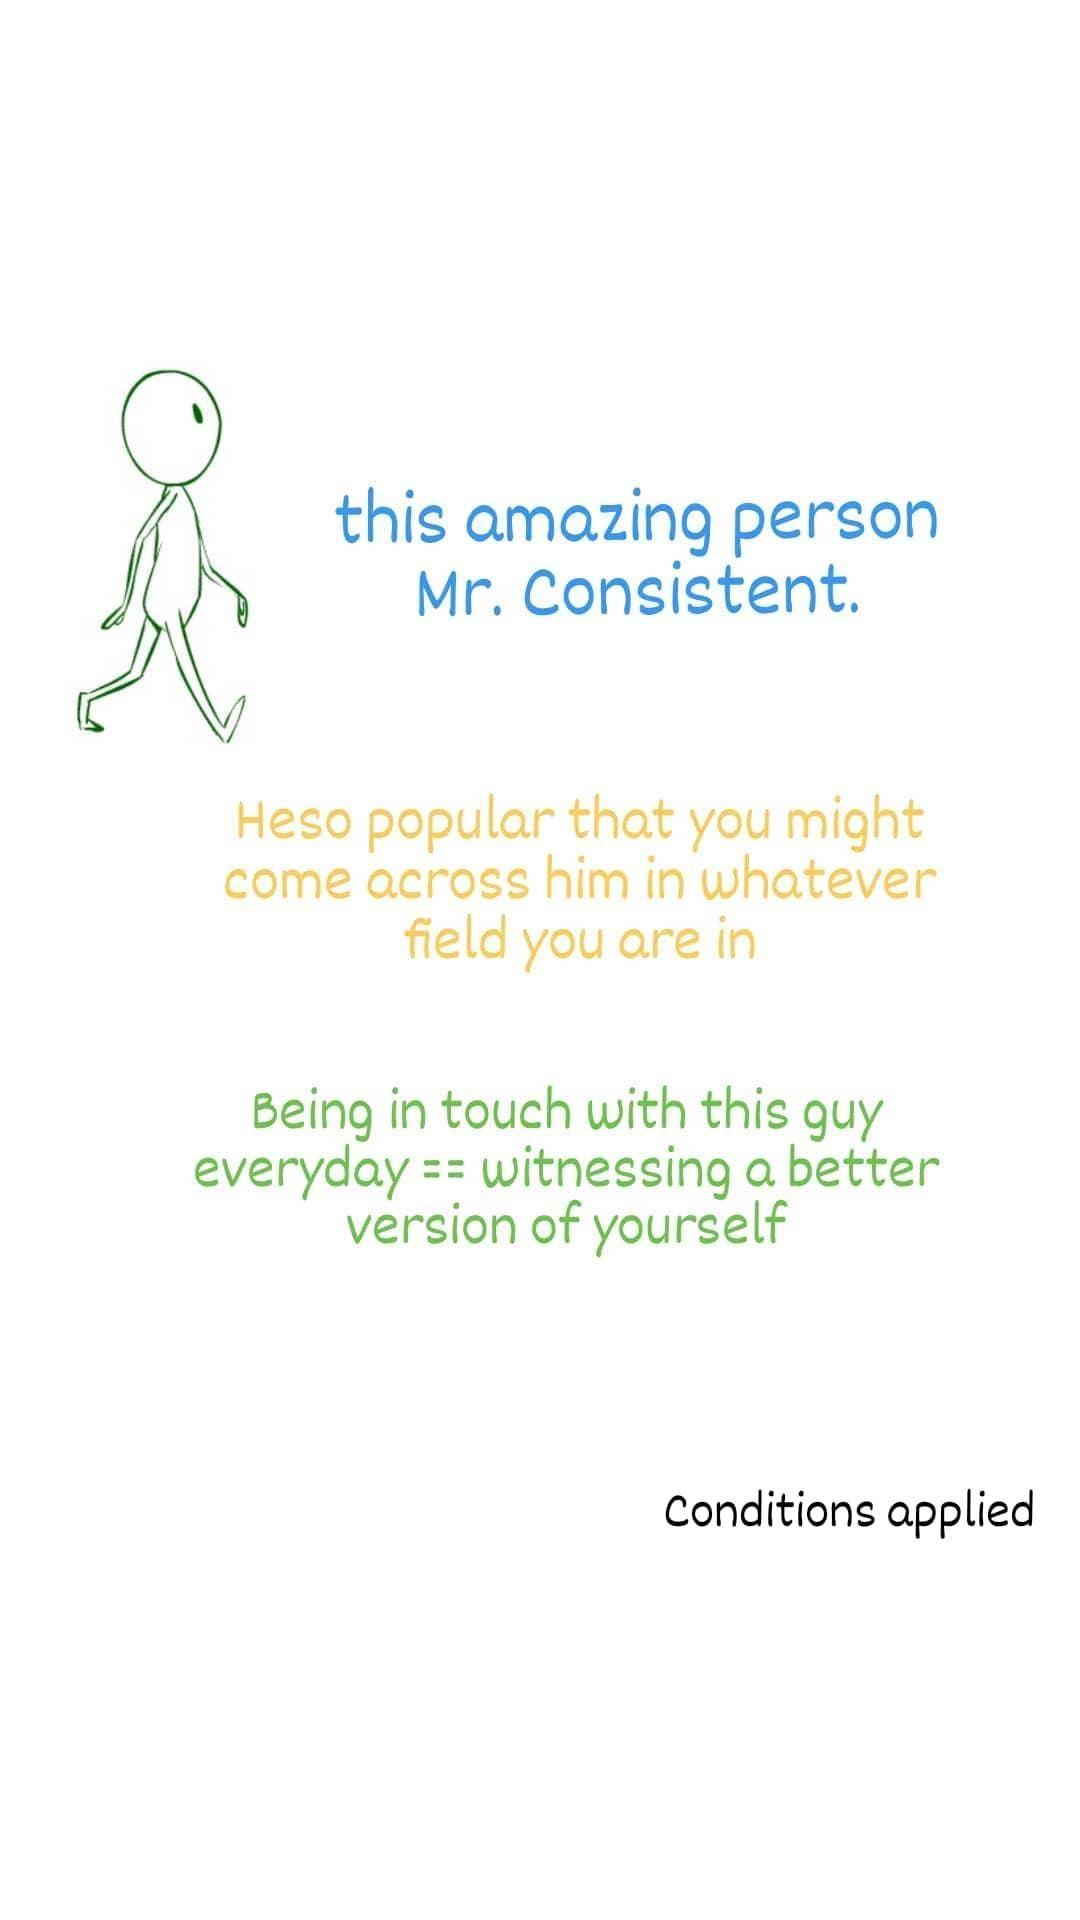 this amazing person
Mr. Consistent.
Heso popular that you might
come across him in whatever
field you are in
Being in touch with this guy
everyday == witnessing a better
version of yourself
Conditions applied